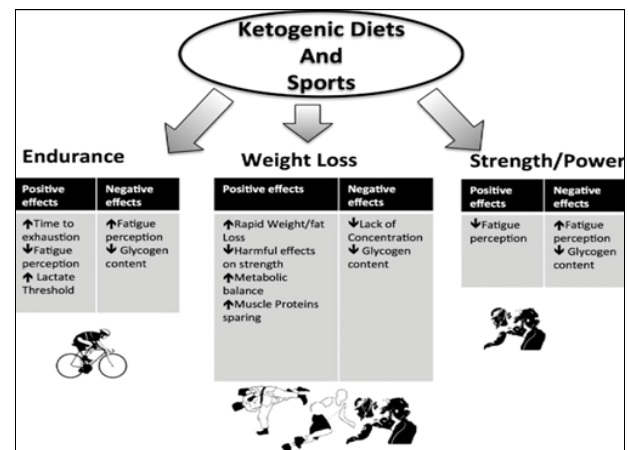 Ketogenic Diets
And
Sports
Endurance
Positive
effects
Negative
effects
↑Time to
exhaustion
↓Fatigue
perception
↑ Lactate
Threshold
↑Fatigue
perception
↓ Glycogen
content
Weight Loss
Positive effects
Negative
effects
↑Rapid Weight/fat
Loss
↓Harmful effects
on strength
↑Metabolic
balance
↑Muscle Proteins
sparing
↓Lack of
Concentration
↓ Glycogen
content
Strength/Power
Positive
effects
Negative
effects
↓Fatigue
perception
↑Fatigue
perception
↓ Glycogen
content